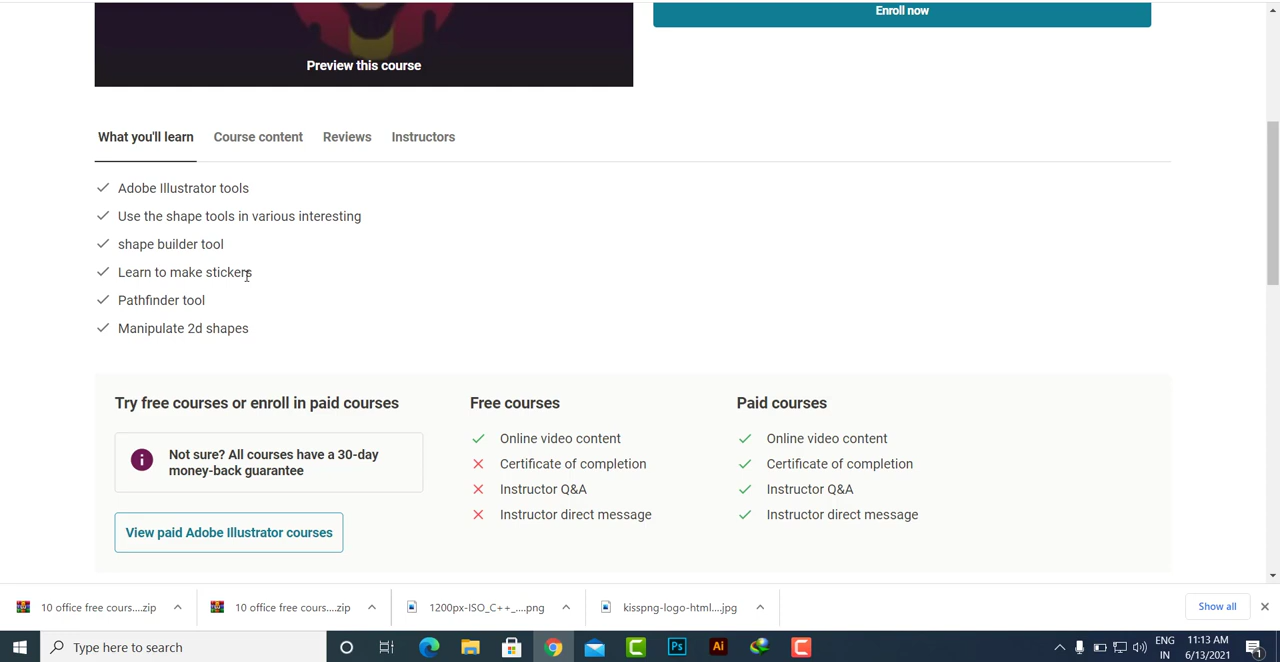 Enroll now
Preview this course
What you'll learn
Course content
Reviews
Instructors
Adobe Illustrator tools
Use the shape tools in various interesting
shape builder tool
Learn to make stickers
Pathfinder tool
Manipulate 2d shapes
Try free courses or enroll in paid courses
Not sure? All courses have a 30-day
money-back guarantee
View paid Adobe Illustrator courses
Free courses
Online video content
Certificate of completion
Instructor Q&A
Instructor direct message
Paid courses
Online video content
Certificate of completion
Instructor Q&A
Instructor direct message
10 office free cours....zip
10 office free cours....zip
1200px-ISO_C++_....png
kisspng-logo-html....jpg
Show all
Type here to search
Ps
Ai
ENG
IN
11:13 AM
6/13/2021
1